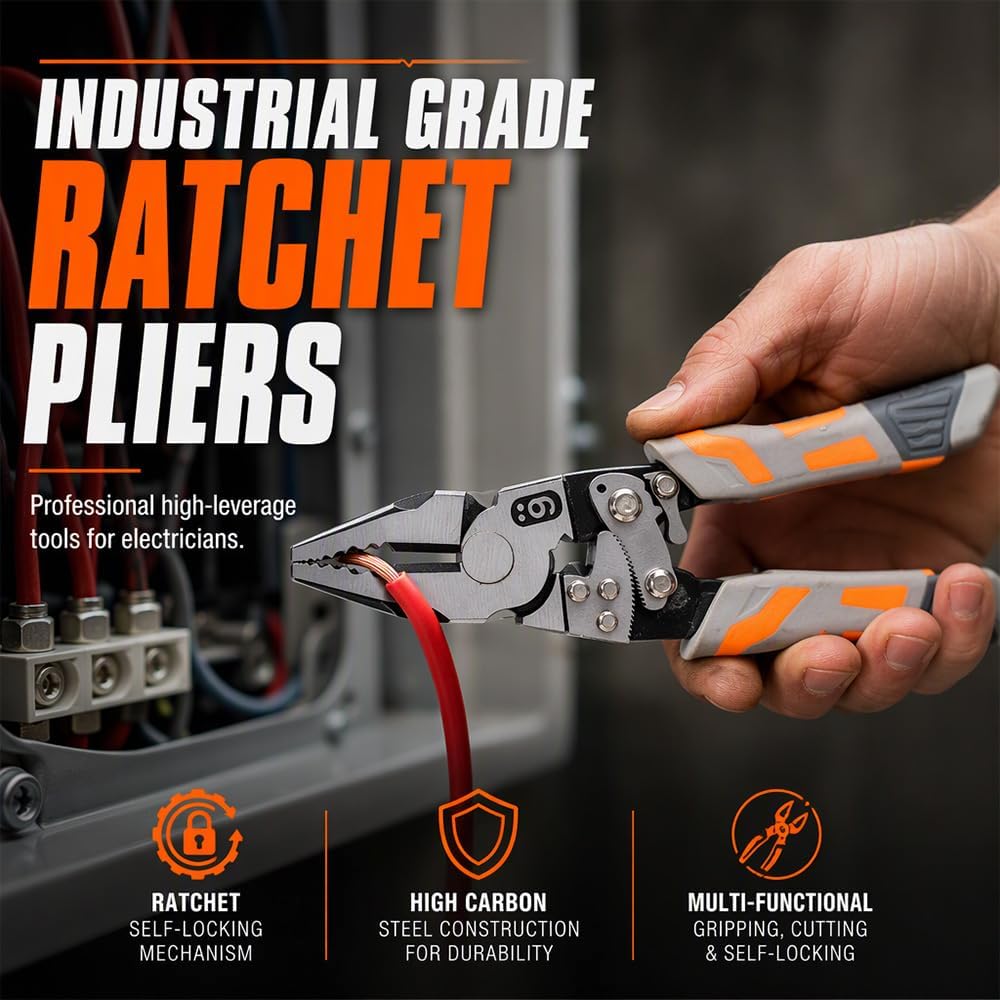 INDUSTRIAL GRADE
RATCHET
PLIERS
Professional high-leverage
tools for electricians.
RATCHET
SELF-LOCKING
MECHANISM
HIGH CARBON
STEEL CONSTRUCTION
FOR DURABILITY
MULTI-FUNCTIONAL
GRIPPING, CUTTING
& SELF-LOCKING